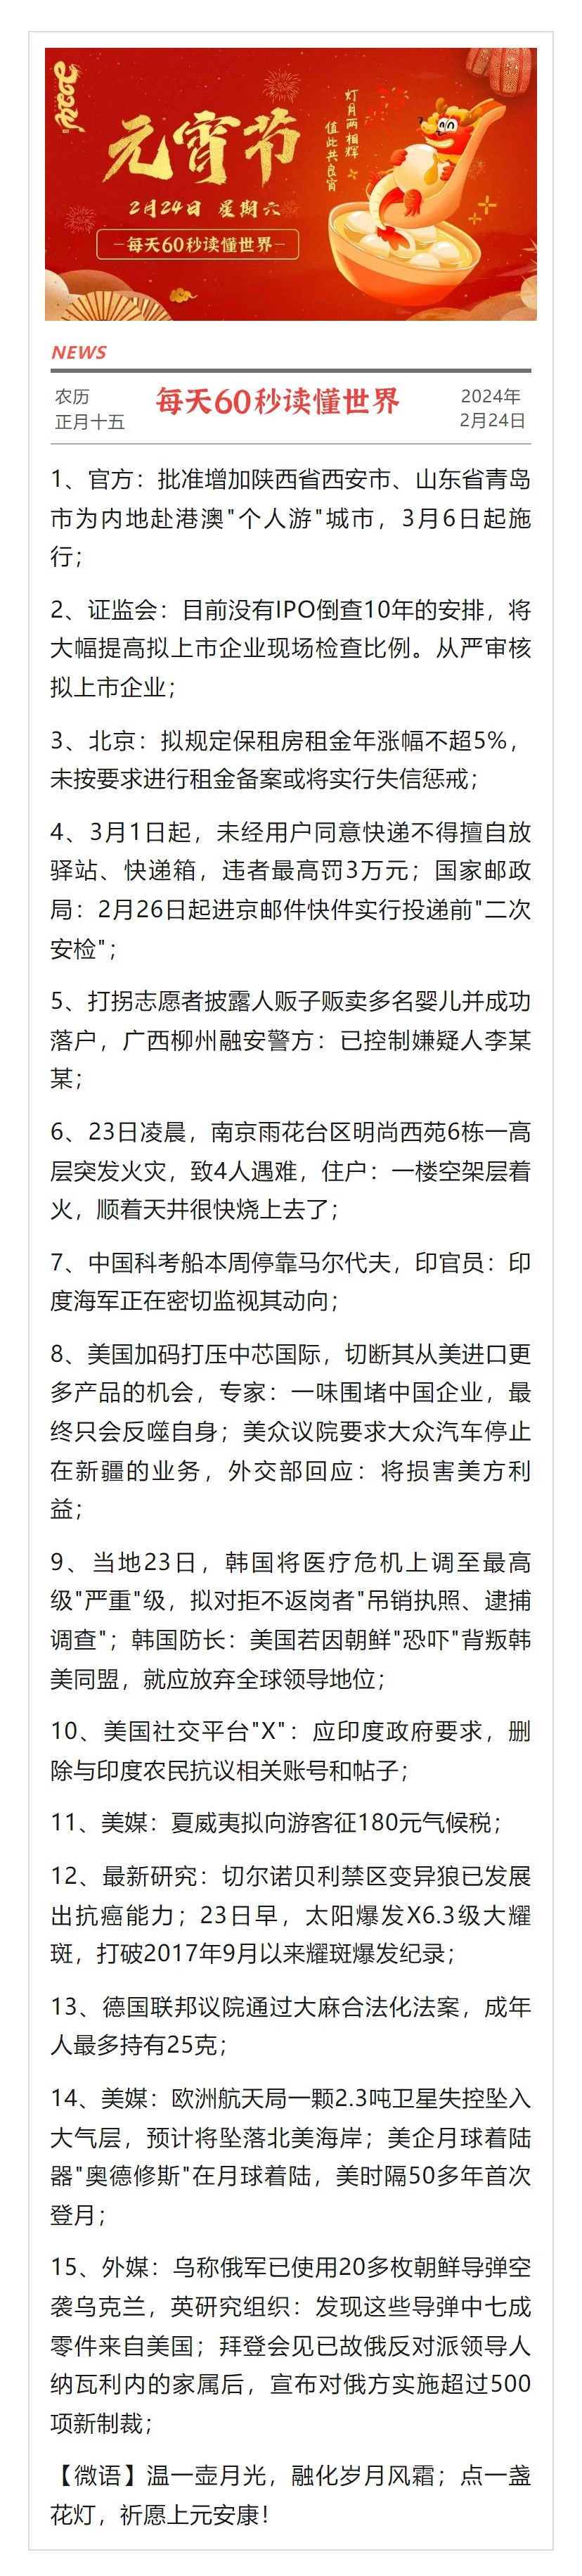 2024
元宵节
灯月两相辉
值此共良宵
2月24日 星期六
每天60秒读懂世界
NEWS
农历
正月十五
每天60秒读懂世界
2024年
2月24日
1、官方：批准增加陕西省西安市、山东省青岛
市为内地赴港澳"个人游"城市，3月6日起施
行；
2、证监会：目前没有IPO倒查10年的安排，将
大幅提高拟上市企业现场检查比例。从严审核
拟上市企业；
3、北京：拟规定保租房租金年涨幅不超5%，
未按要求进行租金备案或将实行失信惩戒；
4、3月1日起，未经用户同意快递不得擅自放
驿站、快递箱，违者最高罚3万元；国家邮政
局：2月26日起进京邮件快件实行投递前"二次
安检"；
5、打拐志愿者披露人贩子贩卖多名婴儿并成功
落户，广西柳州融安警方：已控制嫌疑人李某
某；
6、23日凌晨，南京雨花台区明尚西苑6栋一高
层突发火灾，致4人遇难，住户：一楼空架层着
火，顺着天井很快烧上去了；
7、中国科考船本周停靠马尔代夫，印官员：印
度海军正在密切监视其动向；
8、美国加码打压中芯国际，切断其从美进口更
多产品的机会，专家：一味围堵中国企业，最
终只会反噬自身；美众议院要求大众汽车停止
在新疆的业务，外交部回应：将损害美方利
益；
9、当地23日，韩国将医疗危机上调至最高
级"严重"级，拟对拒不返岗者"吊销执照、逮捕
调查"；韩国防长：美国若因朝鲜"恐吓"背叛韩
美同盟，就应放弃全球领导地位；
10、美国社交平台"X"：应印度政府要求，删
除与印度农民抗议相关账号和帖子；
11、美媒：夏威夷拟向游客征180元气候税；
12、最新研究：切尔诺贝利禁区变异狼已发展
出抗癌能力；23日早，太阳爆发X6.3级大耀
斑，打破2017年9月以来耀斑爆发纪录；
13、德国联邦议院通过大麻合法化法案，成年
人最多持有25克；
14、美媒：欧洲航天局一颗2.3吨卫星失控坠入
大气层，预计将坠落北美海岸；美企月球着陆
器"奥德修斯"在月球着陆，美时隔50多年首次
登月；
15、外媒：乌称俄军已使用20多枚朝鲜导弹空
袭乌克兰，英研究组织：发现这些导弹中七成
零件来自美国；拜登会见已故俄反对派领导人
纳瓦利内的家属后，宣布对俄方实施超过500
项新制裁；
【微语】温一壶月光，融化岁月风霜；点一盏
花灯，祈愿上元安康！